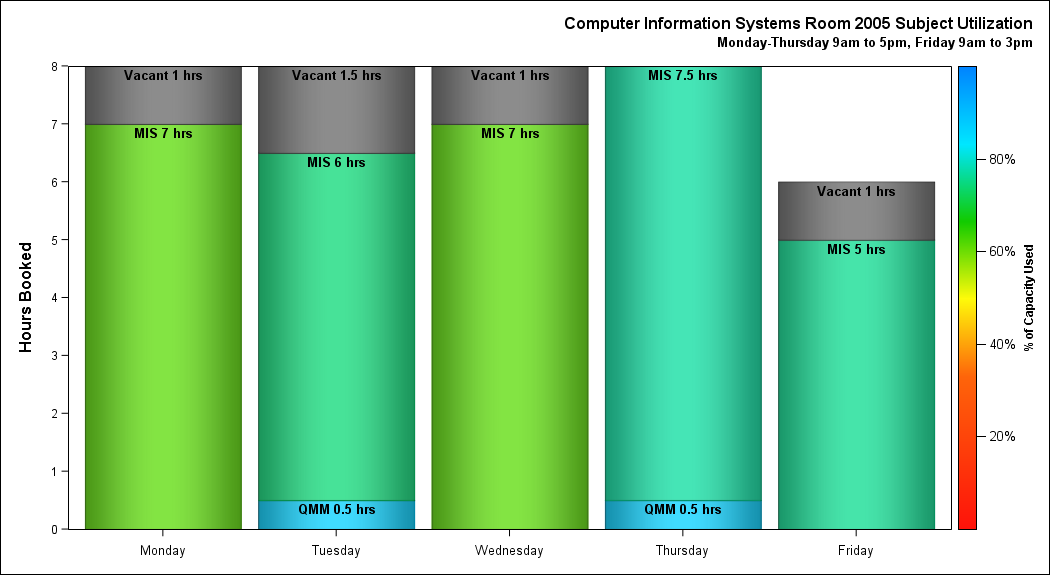 Computer Information Systems Room 2005 Subject Utilization
Monday-Thursday 9am to 5pm, Friday 9am to 3pm
Hours Booked
8
7
6
5
4
3
2
1
0
Vacant 1 hrs
MIS 7 hrs
Vacant 1.5 hrs
MIS 6 hrs
QMM 0.5 hrs
Vacant 1 hrs
MIS 7 hrs
MIS 7.5 hrs
QMM 0.5 hrs
Vacant 1 hrs
MIS 5 hrs
Monday
Tuesday
Wednesday
Thursday
Friday
80%
60%
40%
20%
% of Capacity Used